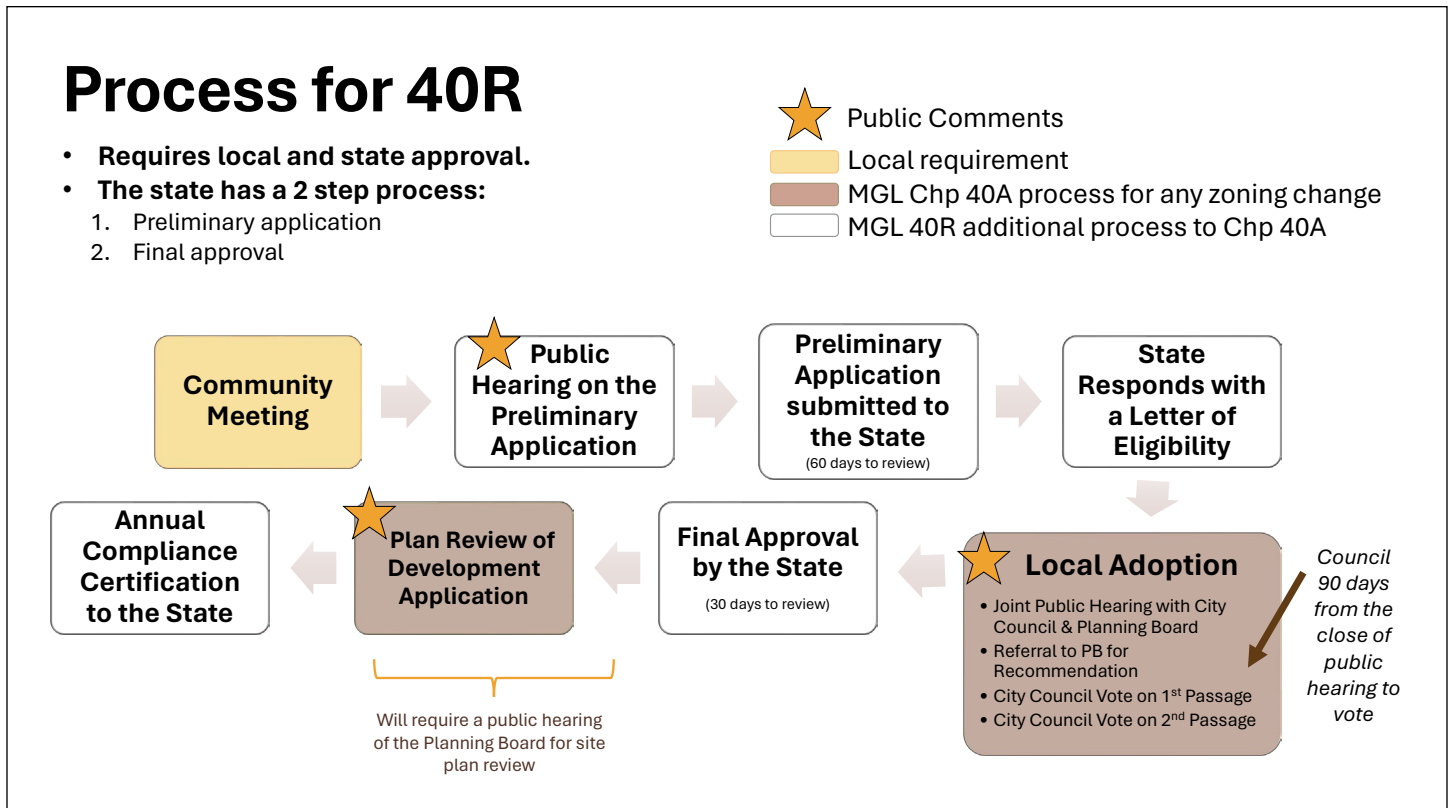 Process for 40R
• Requires local and state approval.
• The state has a 2 step process:
1. Preliminary application
2. Final approval
Public Comments
Local requirement
MGL Chp 40A process for any zoning change
MGL 40R additional process to Chp 40A
Community
Meeting
Public
Hearing on the
Preliminary
Application
Preliminary
Application
submitted to
the State
(60 days to review)
State
Responds with
a Letter of
Eligibility
Local Adoption
• Joint Public Hearing with City
Council & Planning Board
• Referral to PB for
Recommendation
• City Council Vote on 1st Passage
• City Council Vote on 2nd Passage
Council
90 days
from the
close of
public
hearing to
vote
Final Approval
by the State
(30 days to review)
Plan Review of
Development
Application
Will require a public hearing
of the Planning Board for site
plan review
Annual
Compliance
Certification
to the State